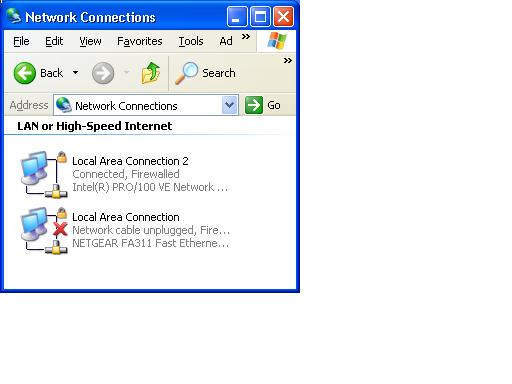 Network Connections
File Edit View Favorites Tools Ad »
Back Search »
Address Network Connections Go
LAN or High-Speed Internet
Local Area Connection 2
Connected, Firewalled
Intel(R) PRO/100 VE Network ...
Local Area Connection
Network cable unplugged, Fire...
NETGEAR FA311 Fast Etherne...